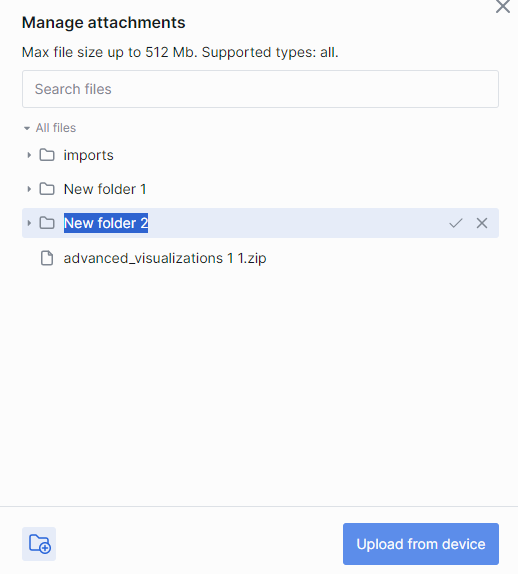 Manage attachments
Max file size up to 512 Mb. Supported types: all.
Search files
All files
imports
New folder 1
New folder 2
advanced_visualizations 1 1.zip
Upload from device